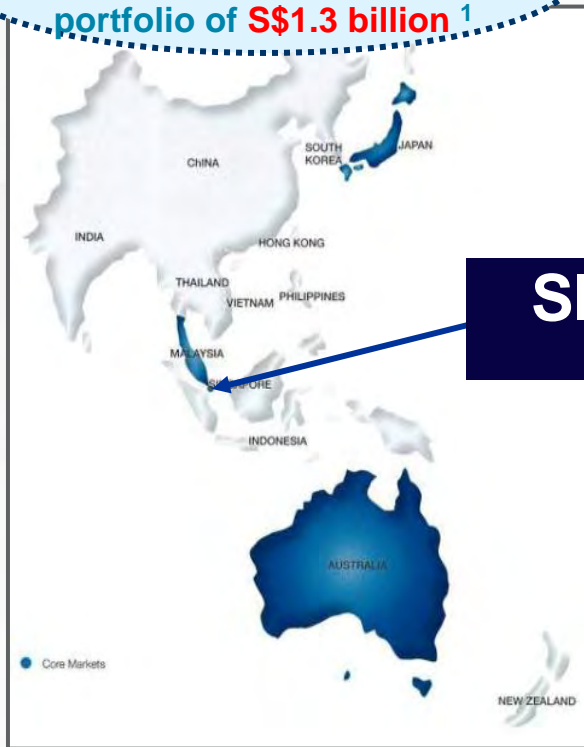 portfolio of S$1.3 billion 1
SOUTH
KOREA
JAPAN
ChINA
INDIA
HONG KONG
THAILAND
VIETNAM
PHILIPPINES
MALAYSIA
INDONESIA
AUSTRALIA
Core Markets
NEW ZEALAND